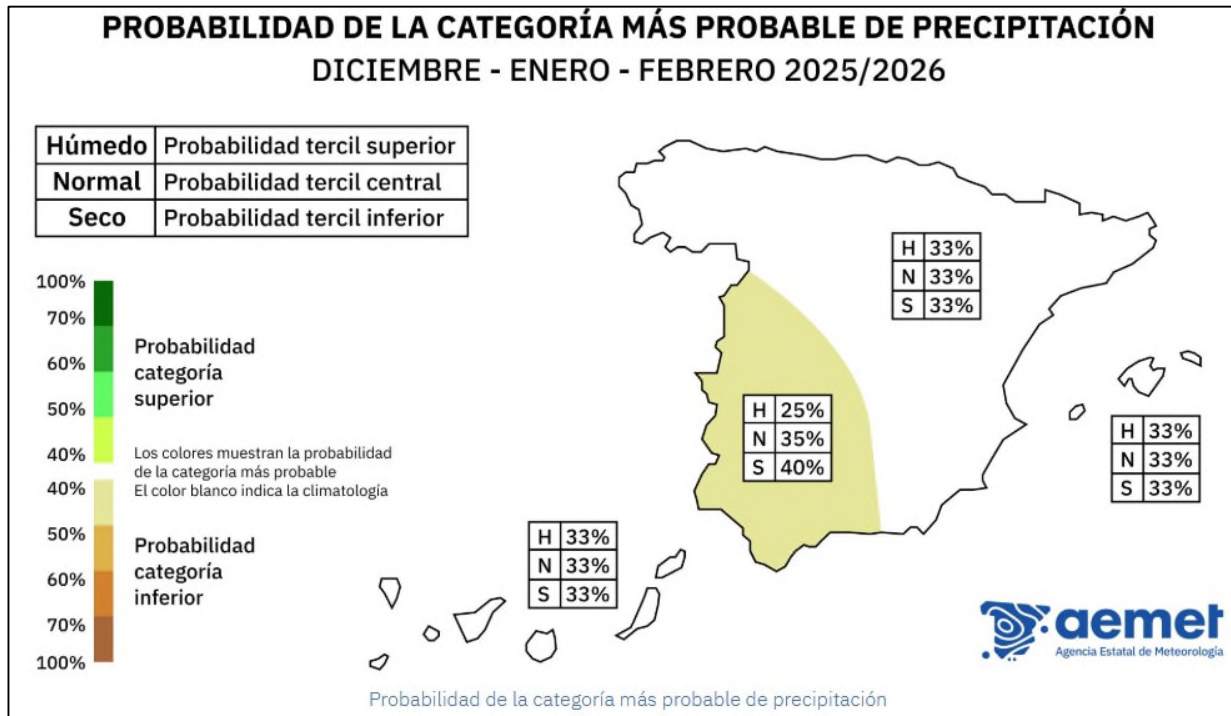 PROBABILIDAD DE LA CATEGORÍA MÁS PROBABLE DE PRECIPITACIÓN
DICIEMBRE - ENERO - FEBRERO 2025/2026
Húmedo Probabilidad tercil superior
Normal Probabilidad tercil central
Seco Probabilidad tercil inferior
H 33%
N 33%
S 33%
100%
70%
60%
50%
40%
Probabilidad
categoría
superior
Los colores muestran la probabilidad
de la categoría más probable
El color blanco indica la climatología
40%
50%
60%
70%
100%
Probabilidad
categoría
inferior
H 25%
N 35%
S 40%
H 33%
N 33%
S 33%
H 33%
N 33%
S 33%
aemet
Agencia Estatal de Meteorología
Probabilidad de la categoría más probable de precipitación